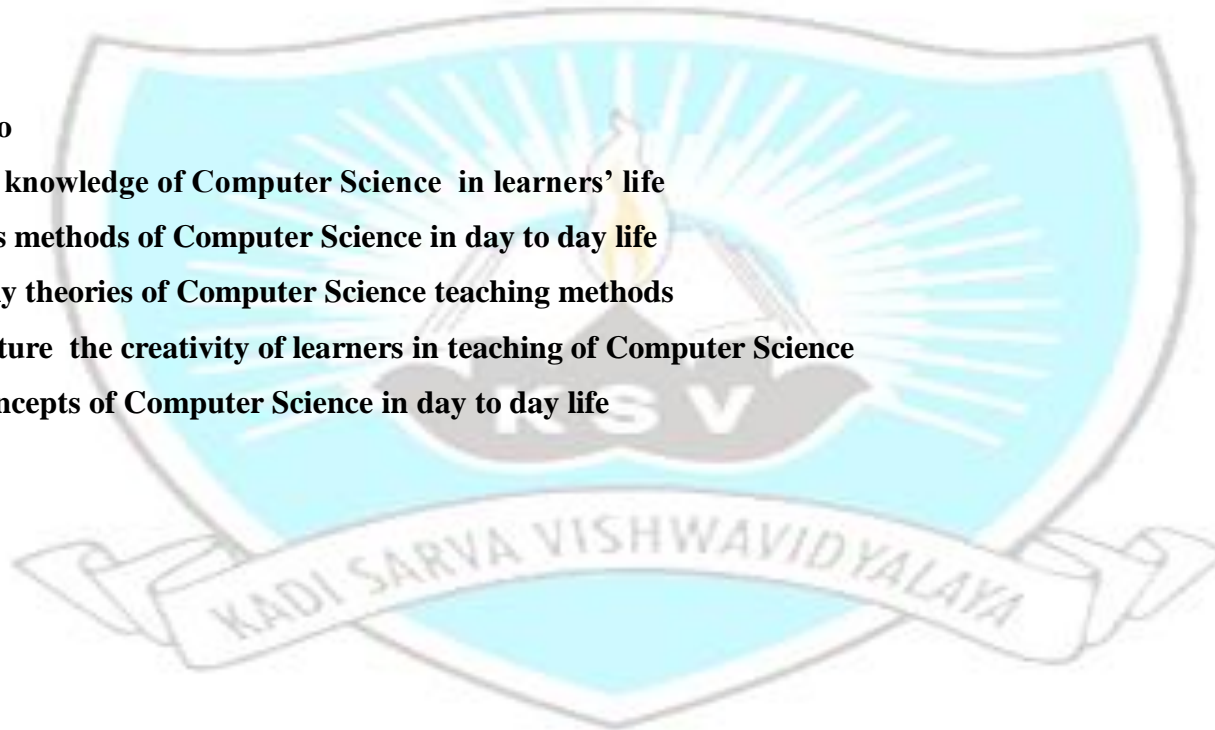 o
knowledge of Computer Science in learners’ life
s methods of Computer Science in day to day life
y theories of Computer Science teaching methods
ture the creativity of learners in teaching of Computer Science
ncepts of Computer Science in day to day life
KSV
KADI SARVA VISHWAVIDYALAYA